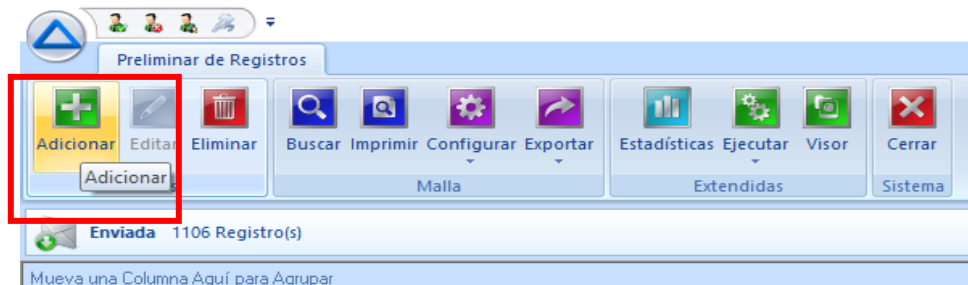 Preliminar de Registros
Adicionar Editar Eliminar Buscar Imprimir Configurar Exportar Estadísticas Ejecutar Visor Cerrar
Adicionar
s Malla Extendidas Sistema
Enviada 1106 Registro(s)
Mueva una Columna Aquí para Agrupar